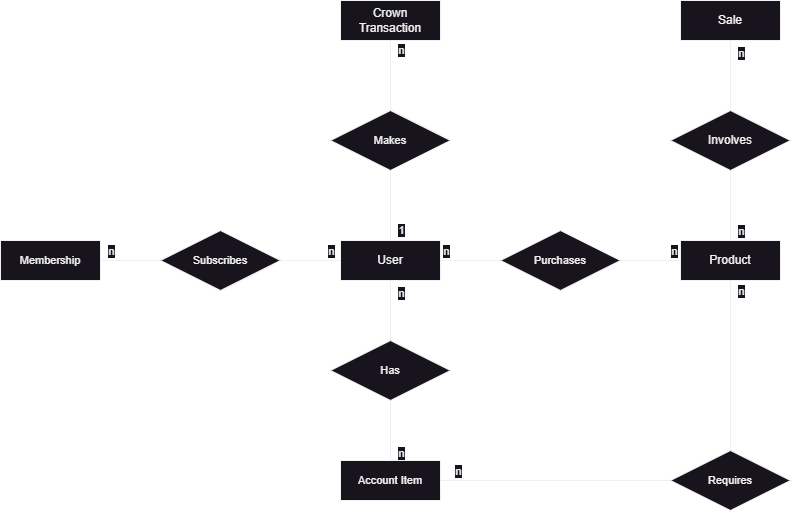 Crown
Transaction
Sale
n
n
Makes
Involves
1
n
Membership
n
Subscribes
n
User
n
Purchases
n
Product
n
n
Has
n
Account Item
n
Requires